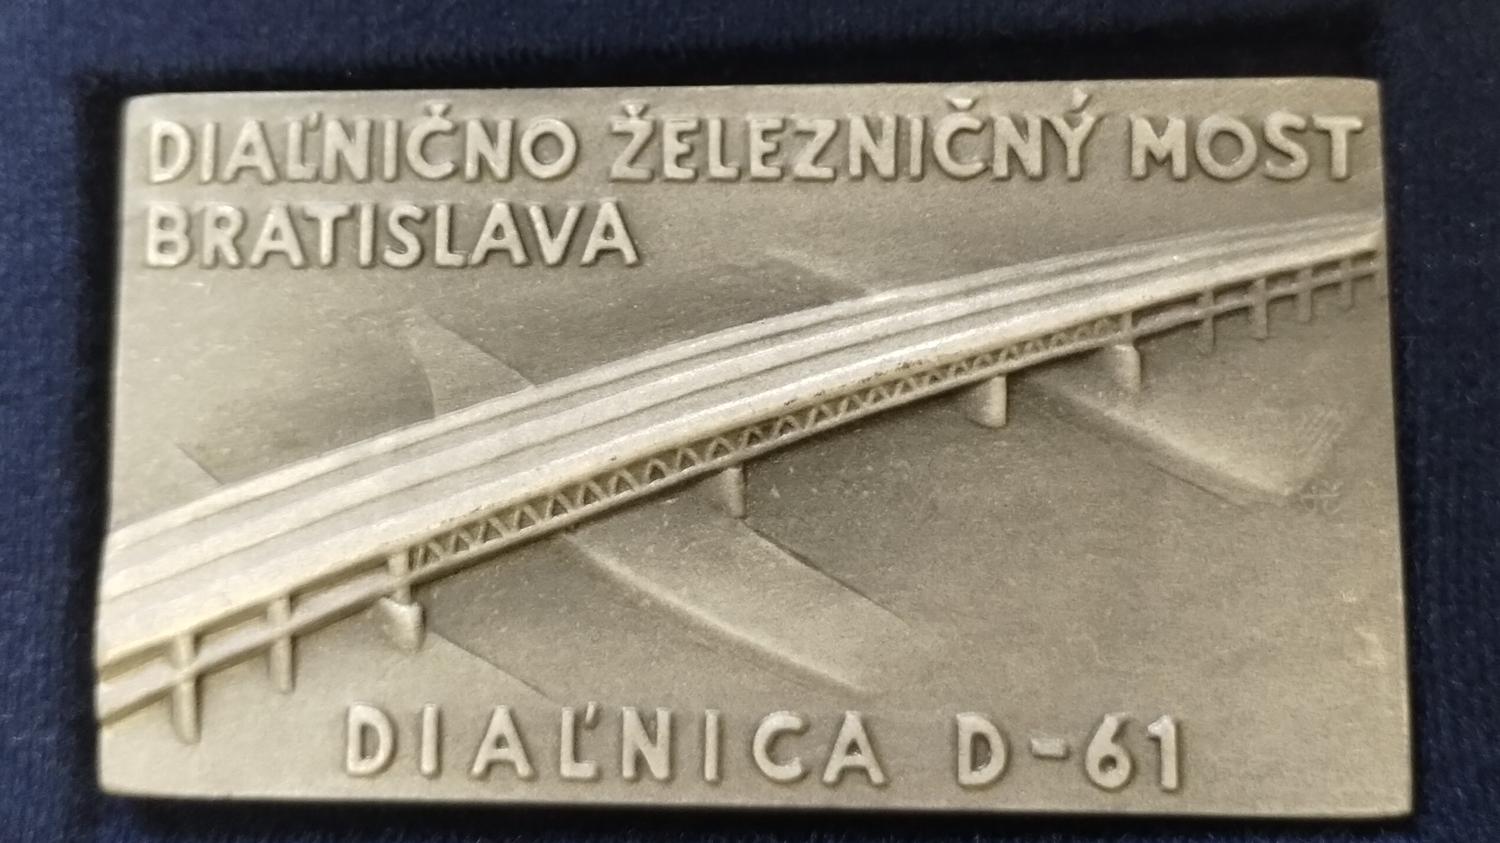 DIAĽNIČNO ŽELEZNIČNÝ MOST
BRATISLAVA
DIAĽNICA D-61